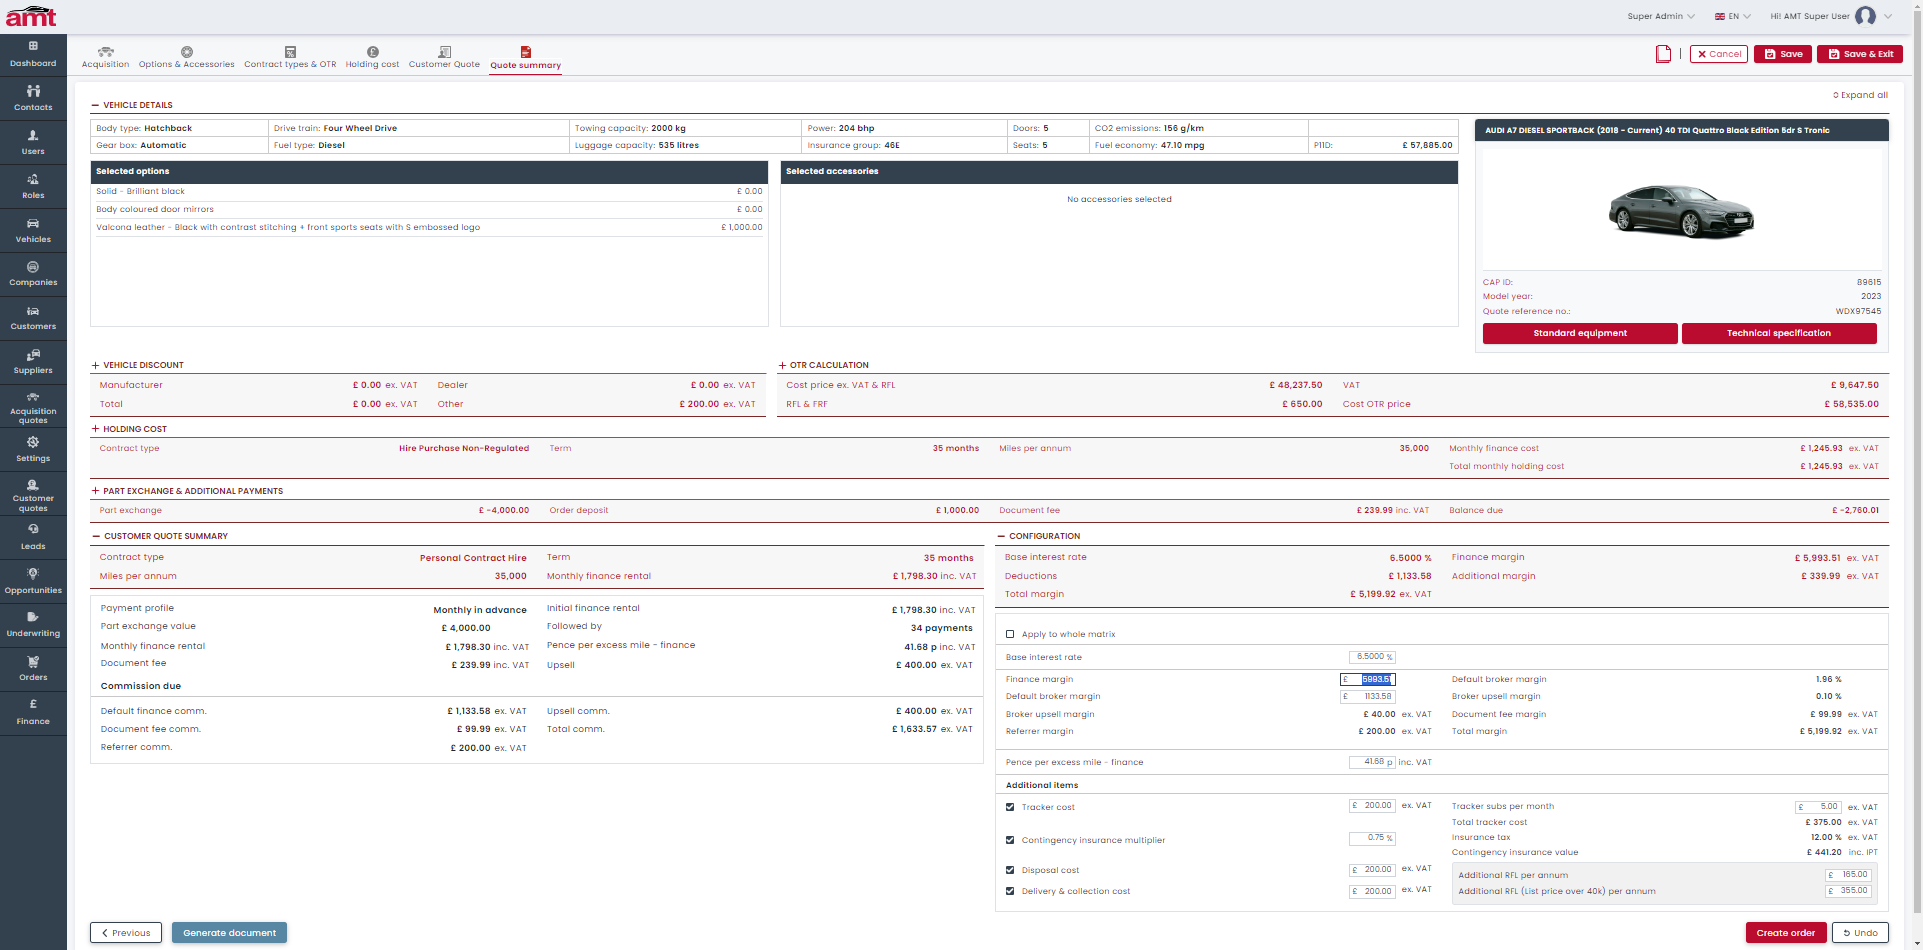 amt
Super Admin
EN
Hi! AMT Super User
Dashboard
Contacts
Users
Roles
Vehicles
Companies
Customers
Suppliers
Acquisition
quotes
Settings
Customer
quotes
Leads
Opportunities
Underwriting
Orders
Finance
Acquisition
Options & Accessories
Contract types & OTR
Holding cost
Customer Quote
Quote summary
Cancel
Save
Save & Exit
Expand all
VEHICLE DETAILS
Body type: Hatchback
Drive train: Four Wheel Drive
Towing capacity: 2000 kg
Power: 204 bhp
Doors: 5
CO2 emissions: 156 g/km
Gear box: Automatic
Fuel type: Diesel
Luggage capacity: 535 litres
Insurance group: 46E
Seats: 5
Fuel economy: 47.10 mpg
P11D: £ 57,885.00
Selected options
Solid - Brilliant black £ 0.00
Body coloured door mirrors £ 0.00
Valcona leather - Black with contrast stitching + front sports seats with S embossed logo £ 1,000.00
Selected accessories
No accessories selected
AUDI A7 DIESEL SPORTBACK (2018 - Current) 40 TDI Quattro Black Edition 5dr S Tronic
CAP ID: 89615
Model year: 2023
Quote reference no.: WDX97545
Standard equipment
Technical specification
VEHICLE DISCOUNT
Manufacturer £ 0.00 ex. VAT Dealer £ 0.00 ex. VAT
Total £ 0.00 ex. VAT Other £ 200.00 ex. VAT
OTR CALCULATION
Cost price ex. VAT & RFL £ 48,237.50 VAT £ 9,647.50
RFL & FRF £ 650.00 Cost OTR price £ 58,535.00
HOLDING COST
Contract type Hire Purchase Non-Regulated Term 35 months Miles per annum 35,000 Monthly finance cost £ 1,245.93 ex. VAT
Total monthly holding cost £ 1,245.93 ex. VAT
PART EXCHANGE & ADDITIONAL PAYMENTS
Part exchange £ -4,000.00 Order deposit £ 1,000.00 Document fee £ 239.99 inc. VAT Balance due £ -2,760.01
CUSTOMER QUOTE SUMMARY
Contract type Personal Contract Hire Term 35 months
Miles per annum 35,000 Monthly finance rental £ 1,798.30 inc. VAT
Payment profile Monthly in advance Initial finance rental £ 1,798.30 inc. VAT
Part exchange value £ 4,000.00 Followed by 34 payments
Monthly finance rental £ 1,798.30 inc. VAT Pence per excess mile - finance 41.68 p inc. VAT
Document fee £ 239.99 inc. VAT Upsell £ 400.00 ex. VAT
Commission due
Default finance comm. £ 1,133.58 ex. VAT Upsell comm. £ 400.00 ex. VAT
Document fee comm. £ 99.99 ex. VAT Total comm. £ 1,633.57 ex. VAT
Referrer comm. £ 200.00 ex. VAT
CONFIGURATION
Base interest rate 6.5000 % Finance margin £ 5,993.51 ex. VAT
Deductions £ 1,133.58 Additional margin £ 339.99 ex. VAT
Total margin £ 5,199.92 ex. VAT
Apply to whole matrix
Base interest rate 6.5000 %
Finance margin £ 5993.51 Default broker margin 1.96 %
Default broker margin £ 1133.58 Broker upsell margin 0.10 %
Broker upsell margin £ 40.00 ex. VAT Document fee margin £ 99.99 ex. VAT
Referrer margin £ 200.00 ex. VAT Total margin £ 5,199.92 ex. VAT
Pence per excess mile - finance 41.68 p inc. VAT
Additional items
Tracker cost £ 200.00 ex. VAT Tracker subs per month £ 5.00 ex. VAT
Total tracker cost £ 375.00 ex. VAT
Contingency insurance multiplier 0.75 % Insurance tax 12.00 % ex. VAT
Contingency insurance value £ 441.20 inc. IPT
Disposal cost £ 200.00 ex. VAT Additional RFL per annum £ 165.00
Delivery & collection cost £ 200.00 ex. VAT Additional RFL (List price over 40k) per annum £ 355.00
Previous
Generate document
Create order
Undo